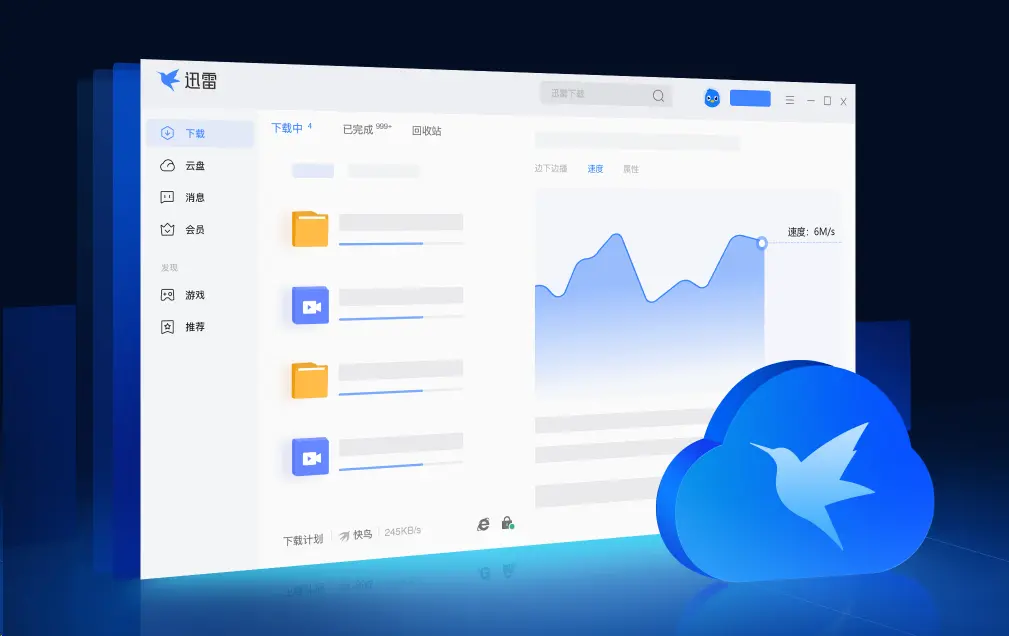 迅雷
迅雷下载
下载
云盘
消息
会员
发现
游戏
推荐
下载中 4
已完成 999+
回收站
边下边播
速度
属性
速度：6M/s
下载计划
快鸟
245KB/s